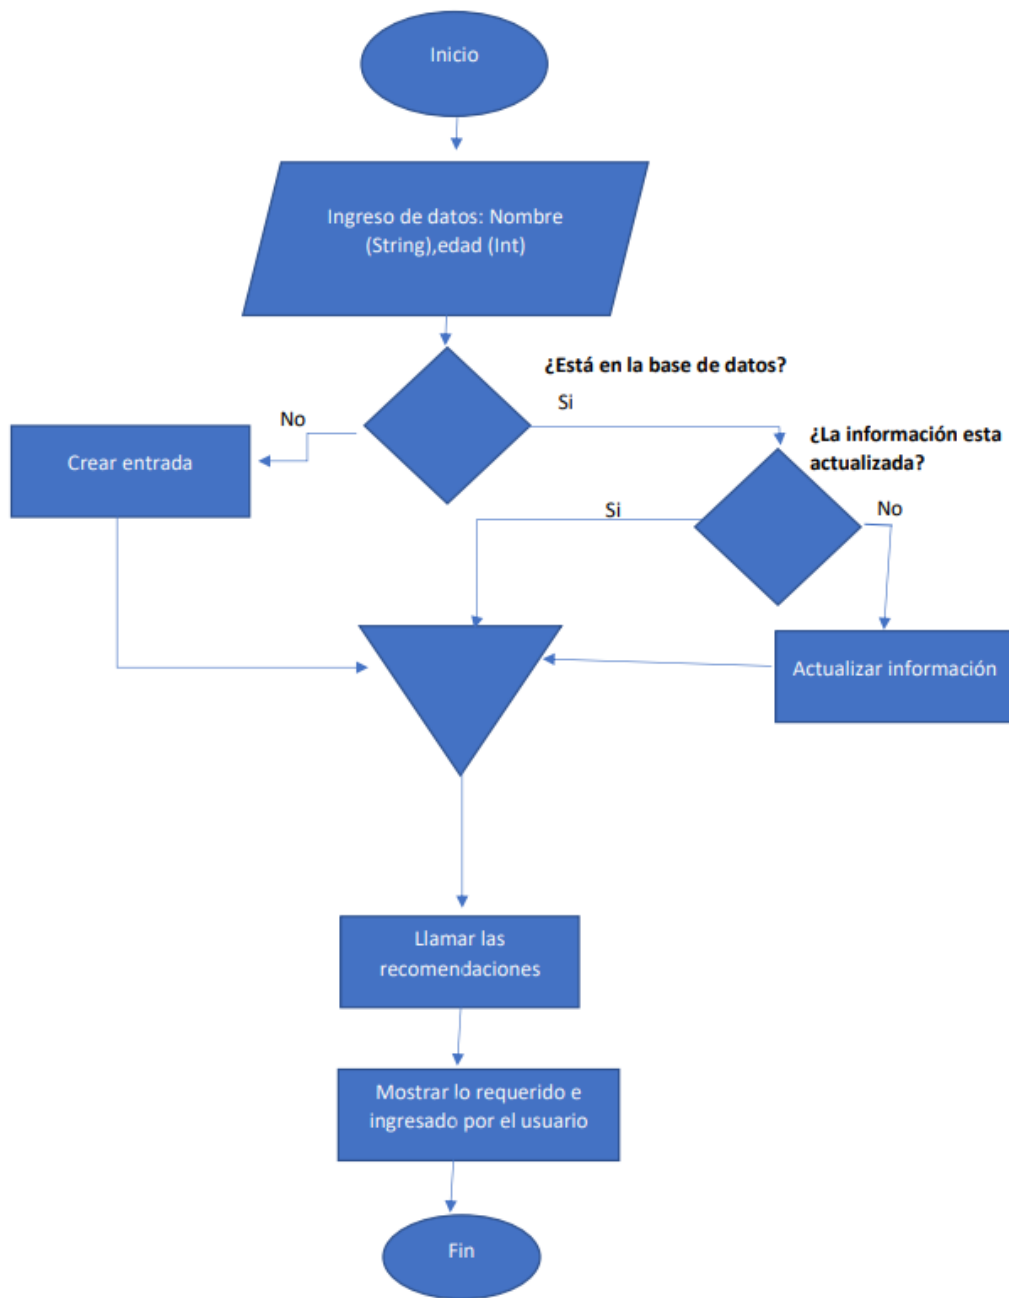 Inicio
Ingreso de datos: Nombre
(String),edad (Int)
¿Está en la base de datos?
Si
No
¿La información esta
actualizada?
Crear entrada
Si
No
Actualizar información
Llamar las
recomendaciones
Mostrar lo requerido e
ingresado por el usuario
Fin